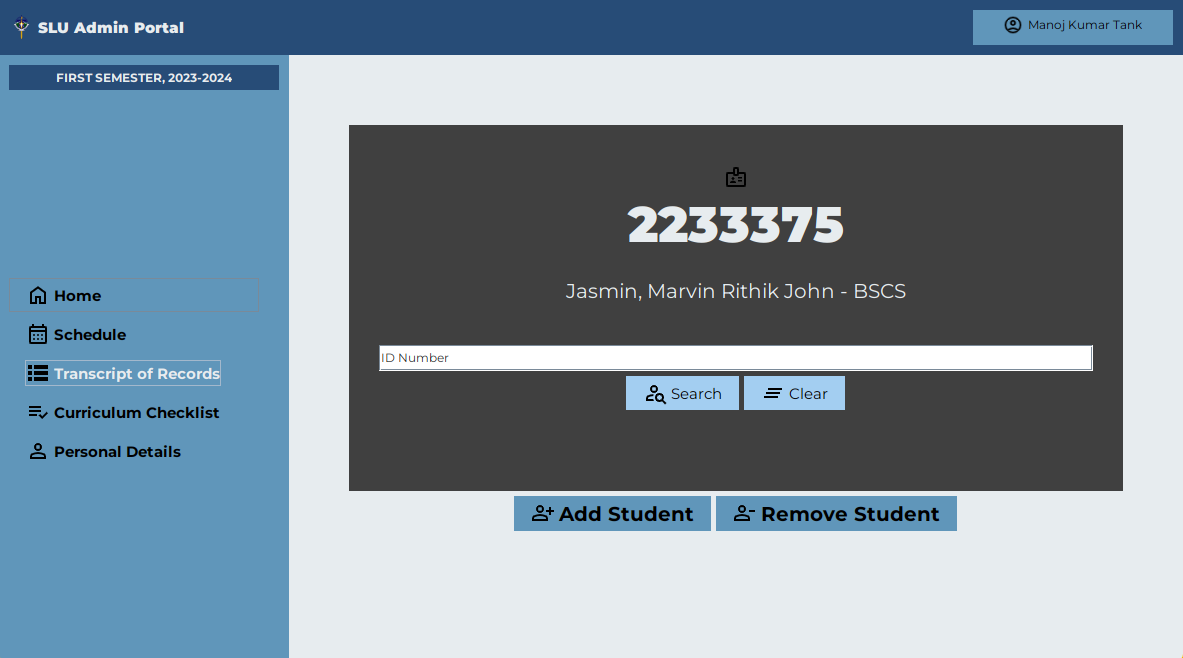 SLU Admin Portal
Manoj Kumar Tank
FIRST SEMESTER, 2023-2024
Home
Schedule
Transcript of Records
Curriculum Checklist
Personal Details
2233375
Jasmin, Marvin Rithik John - BSCS
ID Number
Search
Clear
Add Student
Remove Student